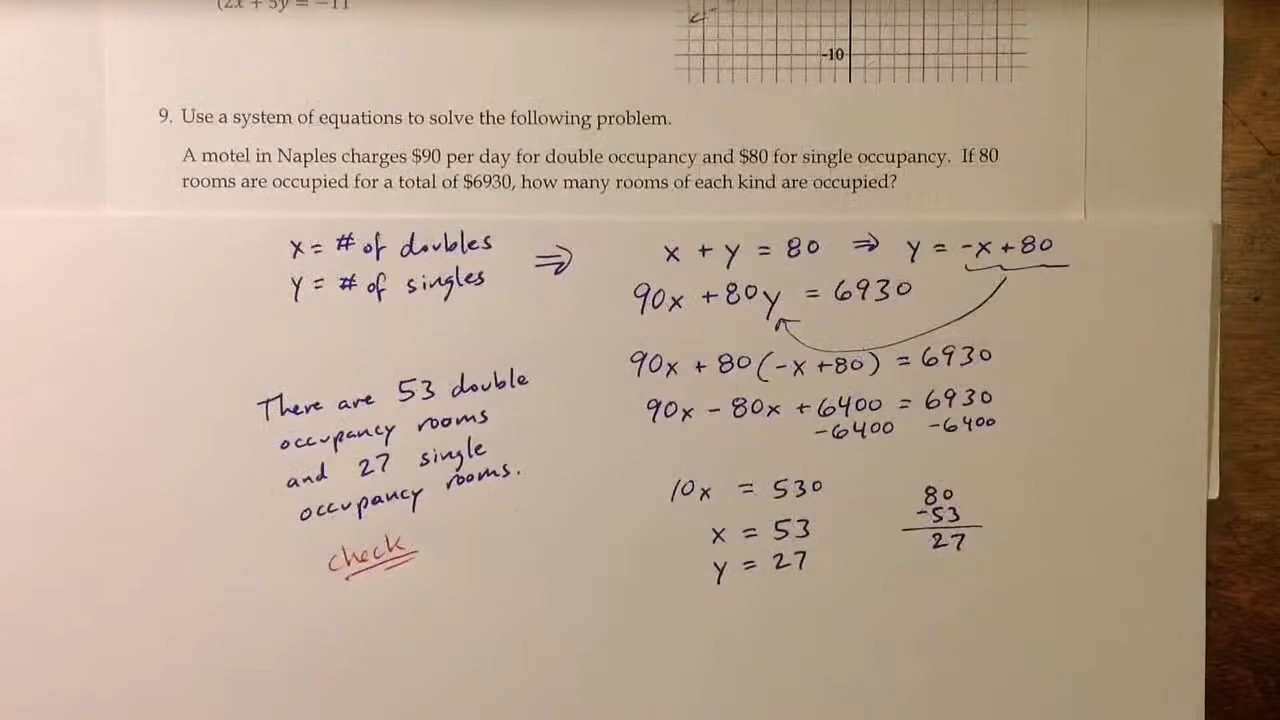 (2x + 5y = −11
-10
9. Use a system of equations to solve the following problem.
A motel in Naples charges $90 per day for double occupancy and $80 for single occupancy. If 80
rooms are occupied for a total of $6930, how many rooms of each kind are occupied?
x = # of doubles
y = # of singles
⇒
x + y = 80 ⇒ y = -x + 80
90x + 80y = 6930
90x + 80(-x + 80) = 6930
90x - 80x + 6400 = 6930
-6400 -6400
10x = 530
x = 53
y = 27
80
-53
27
There are 53 double
occupancy rooms
and 27 single
occupancy rooms.
check